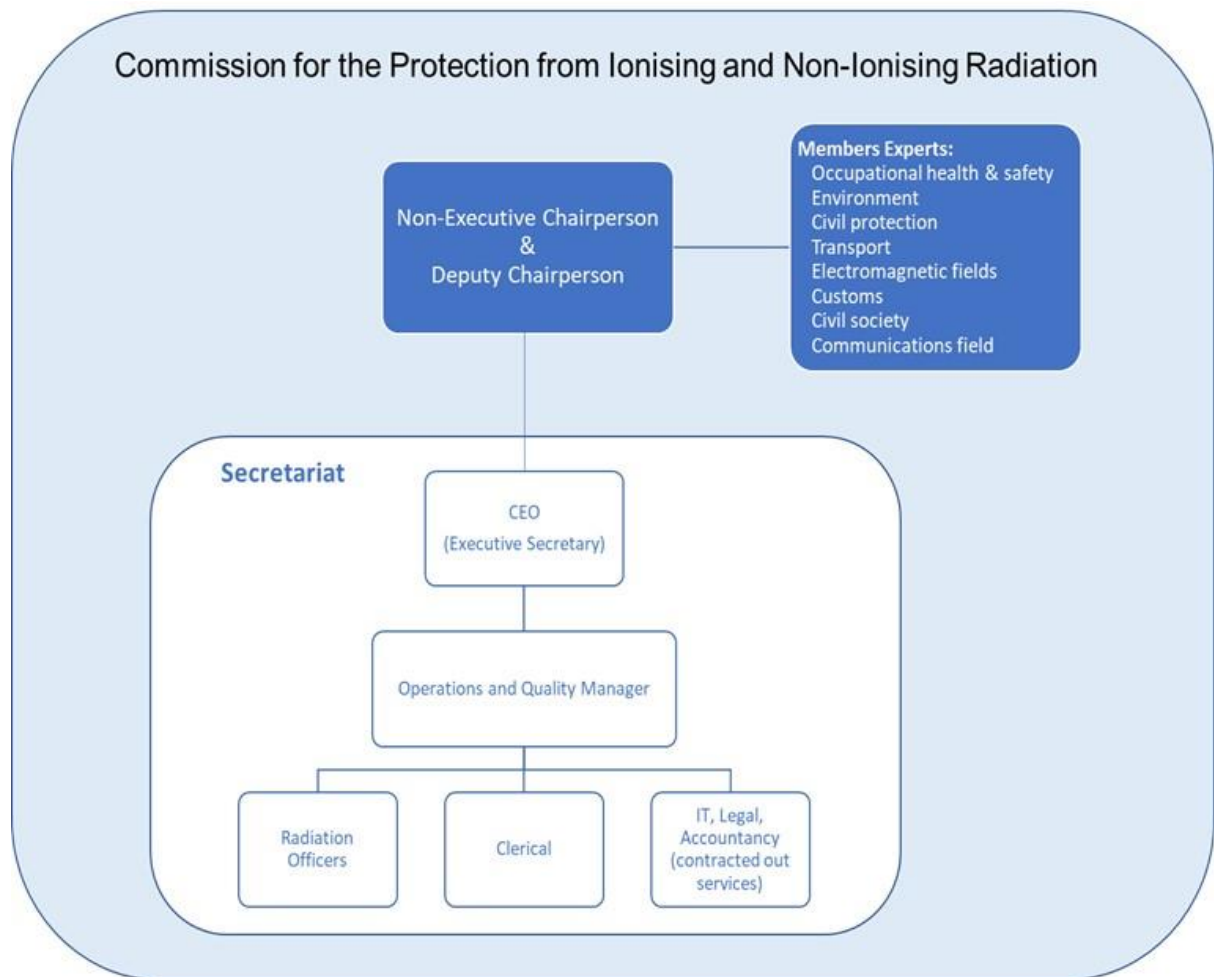 Commission for the Protection from Ionising and Non-Ionising Radiation
Non-Executive Chairperson
&
Deputy Chairperson
Members Experts:
Occupational health & safety
Environment
Civil protection
Transport
Electromagnetic fields
Customs
Civil society
Communications field
Secretariat
CEO
(Executive Secretary)
Operations and Quality Manager
Radiation
Officers
Clerical
IT, Legal,
Accountancy
(contracted out
services)